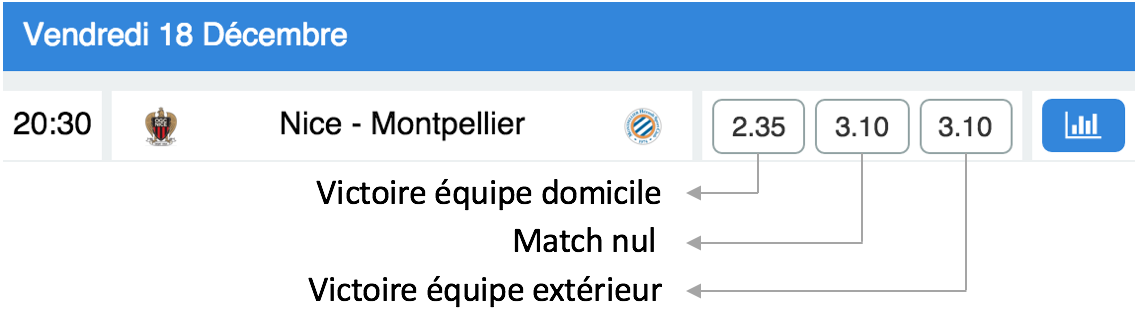 Vendredi 18 Décembre
20:30 Nice - Montpellier 2.35 3.10 3.10
Victoire équipe domicile
Match nul
Victoire équipe extérieur